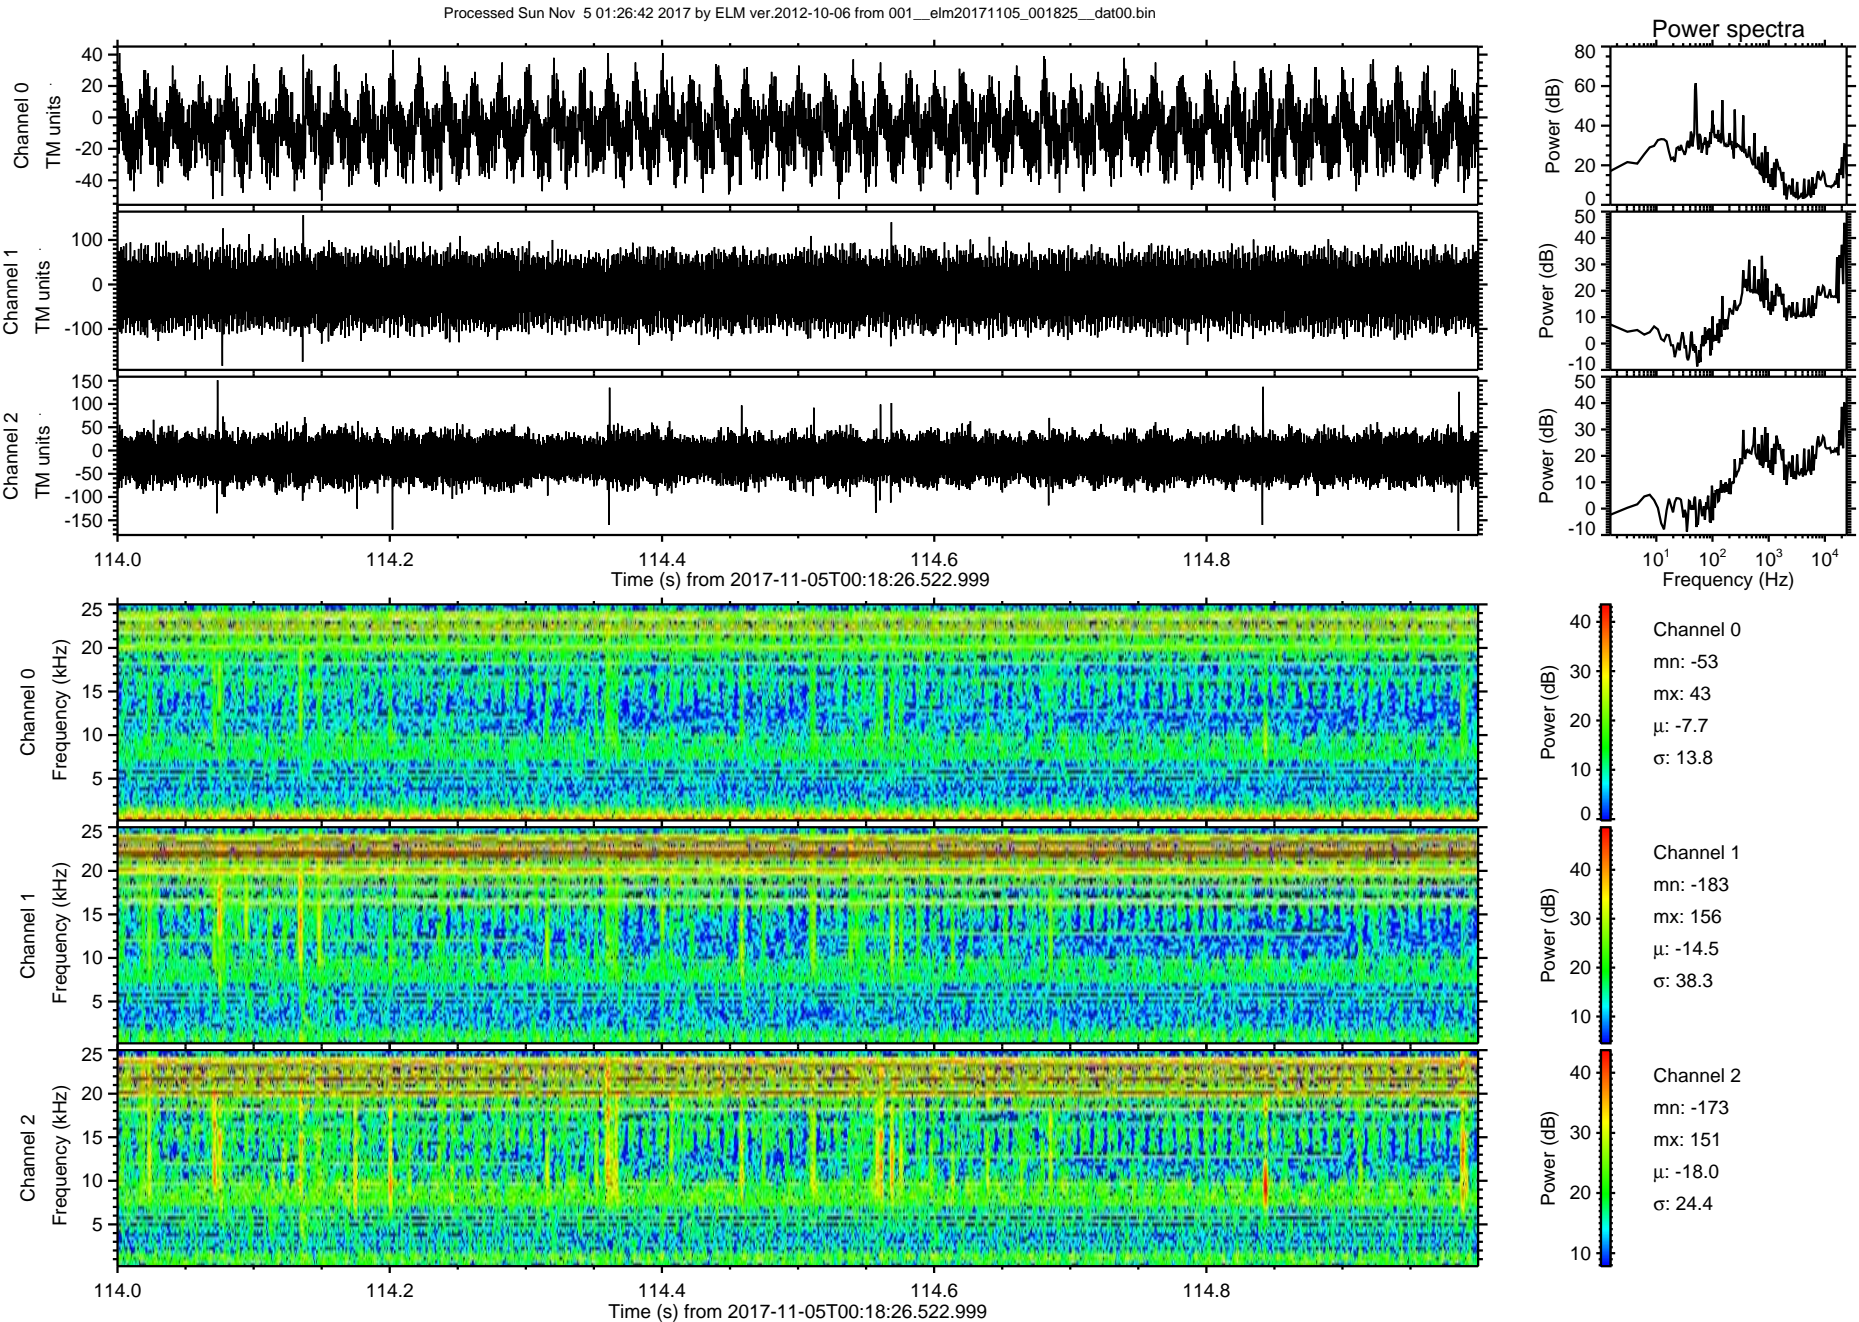 Processed Sun Nov  5 01:26:42 2017 by ELM ver.2012-10-06 from 001__elm20171105_001825__dat00.bin
Power spectra
Channel 0
TM units
40
20
0
-20
-40
Power (dB)
80
60
40
20
0
Channel 1
TM units
100
0
-100
Power (dB)
50
40
30
20
10
0
-10
Channel 2
TM units
150
100
50
0
-50
-100
-150
Power (dB)
50
40
30
20
10
0
-10
114.0 114.2 114.4 114.6 114.8
Time (s) from 2017-11-05T00:18:26.522.999
10¹ 10² 10³ 10⁴
Frequency (Hz)
Channel 0
Frequency (kHz)
25
20
15
10
5
Power (dB)
40
30
20
10
0
Channel 0
mn: -53
mx: 43
μ: -7.7
σ: 13.8
Channel 1
Frequency (kHz)
25
20
15
10
5
Power (dB)
40
30
20
10
Channel 1
mn: -183
mx: 156
μ: -14.5
σ: 38.3
Channel 2
Frequency (kHz)
25
20
15
10
5
Power (dB)
40
30
20
10
Channel 2
mn: -173
mx: 151
μ: -18.0
σ: 24.4
114.0 114.2 114.4 114.6 114.8
Time (s) from 2017-11-05T00:18:26.522.999